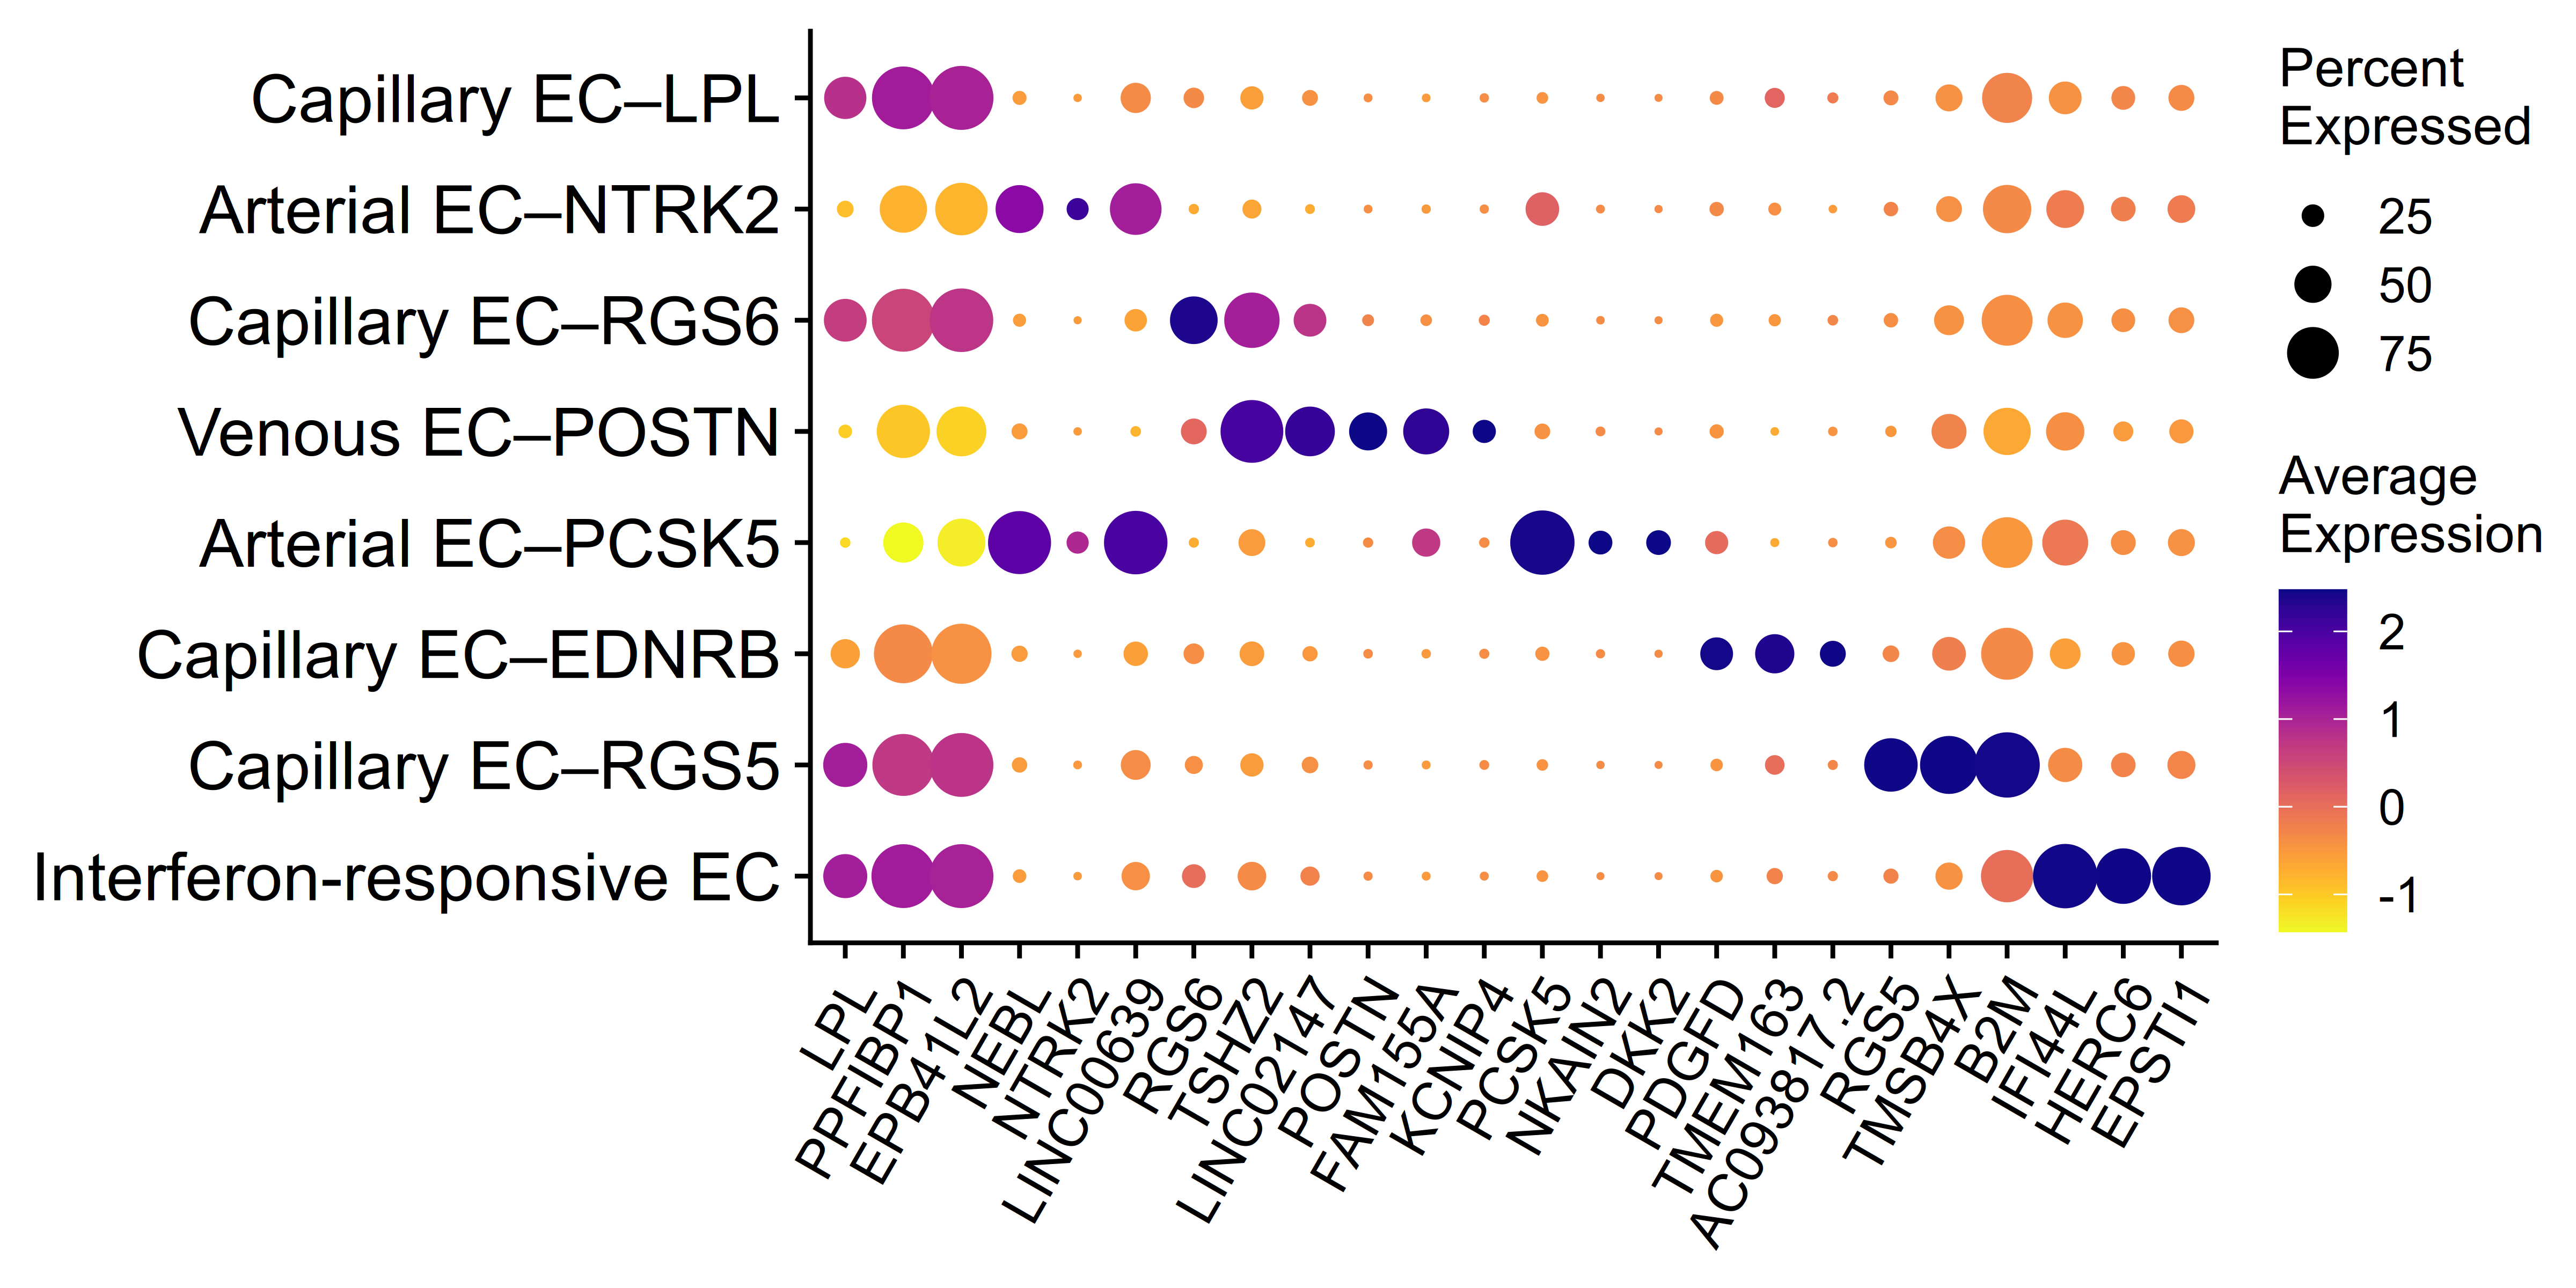 Capillary EC–LPL
Arterial EC–NTRK2
Capillary EC–RGS6
Venous EC–POSTN
Arterial EC–PCSK5
Capillary EC–EDNRB
Capillary EC–RGS5
Interferon-responsive EC
LPL
PPFIBP1
EPB41L2
NEBL
NTRK2
LINC00639
RGS6
TSHZ2
LINC02147
POSTN
FAM155A
KCNIP4
PCSK5
NKAIN2
DKK2
PDGFD
TMEM163
AC093817.2
RGS5
TMSB4X
B2M
IFI44L
HERC6
EPSTI1
Percent
Expressed
25
50
75
Average
Expression
2
1
0
-1